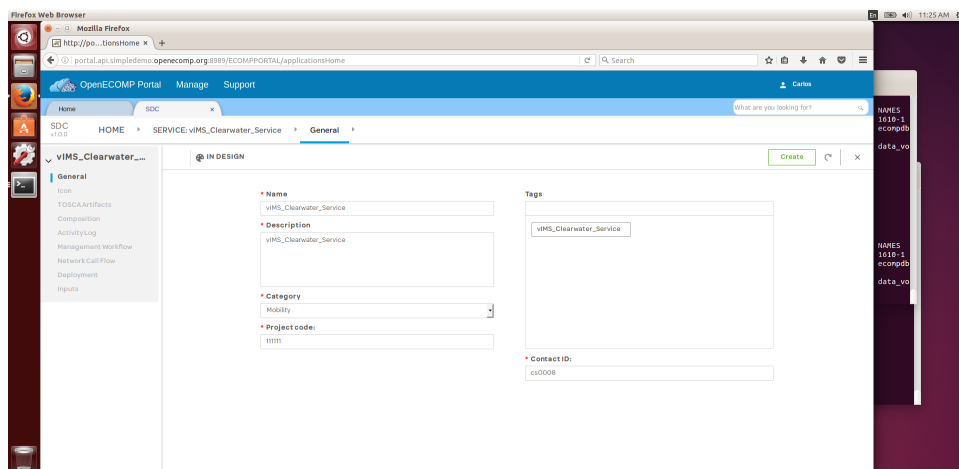 Firefox Web Browser
En 11:25 AM
Mozilla Firefox
http://po...tionsHome × +
portal.api.simpledemo.openecomp.org:8989/ECOMPPORTAL/applicationsHome
Search
OpenECOMP Portal Manage Support Carlos
Home SDC × What are you looking for?
SDC
v1.0.0
HOME SERVICE: vIMS_Clearwater_Service General
vIMS_Clearwater_...
IN DESIGN
Create
General
Icon
TOSCA Artifacts
Composition
Activity Log
Management Workflow
Network Call Flow
Deployment
Inputs
* Name
vIMS_Clearwater_Service
* Description
vIMS_Clearwater_Service
* Category
Mobility
* Project code:
111111
Tags
vIMS_Clearwater_Service
* Contact ID:
cs0008
NAMES
1610-1
ecompdb
data_vo
NAMES
1610-1
ecompdb
data_vo